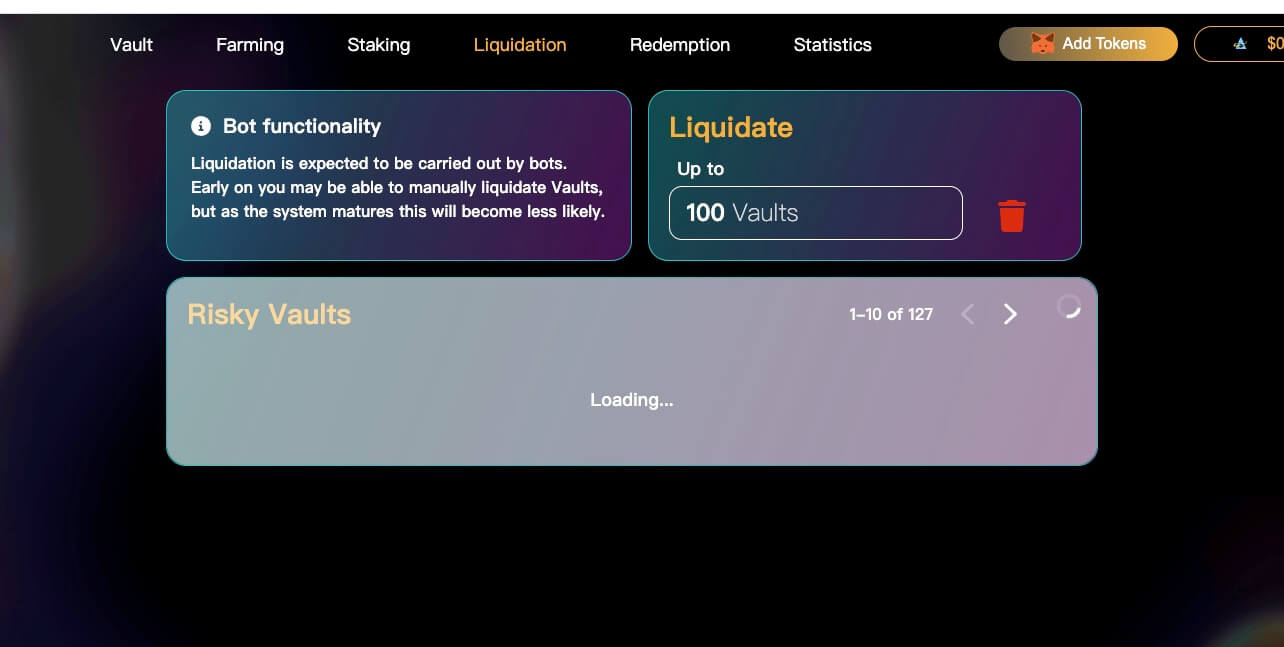 Vault Farming Staking Liquidation Redemption Statistics Add Tokens $0
Bot functionality
Liquidation is expected to be carried out by bots.
Early on you may be able to manually liquidate Vaults,
but as the system matures this will become less likely.
Liquidate
Up to
100 Vaults
Risky Vaults
1–10 of 127
Loading...